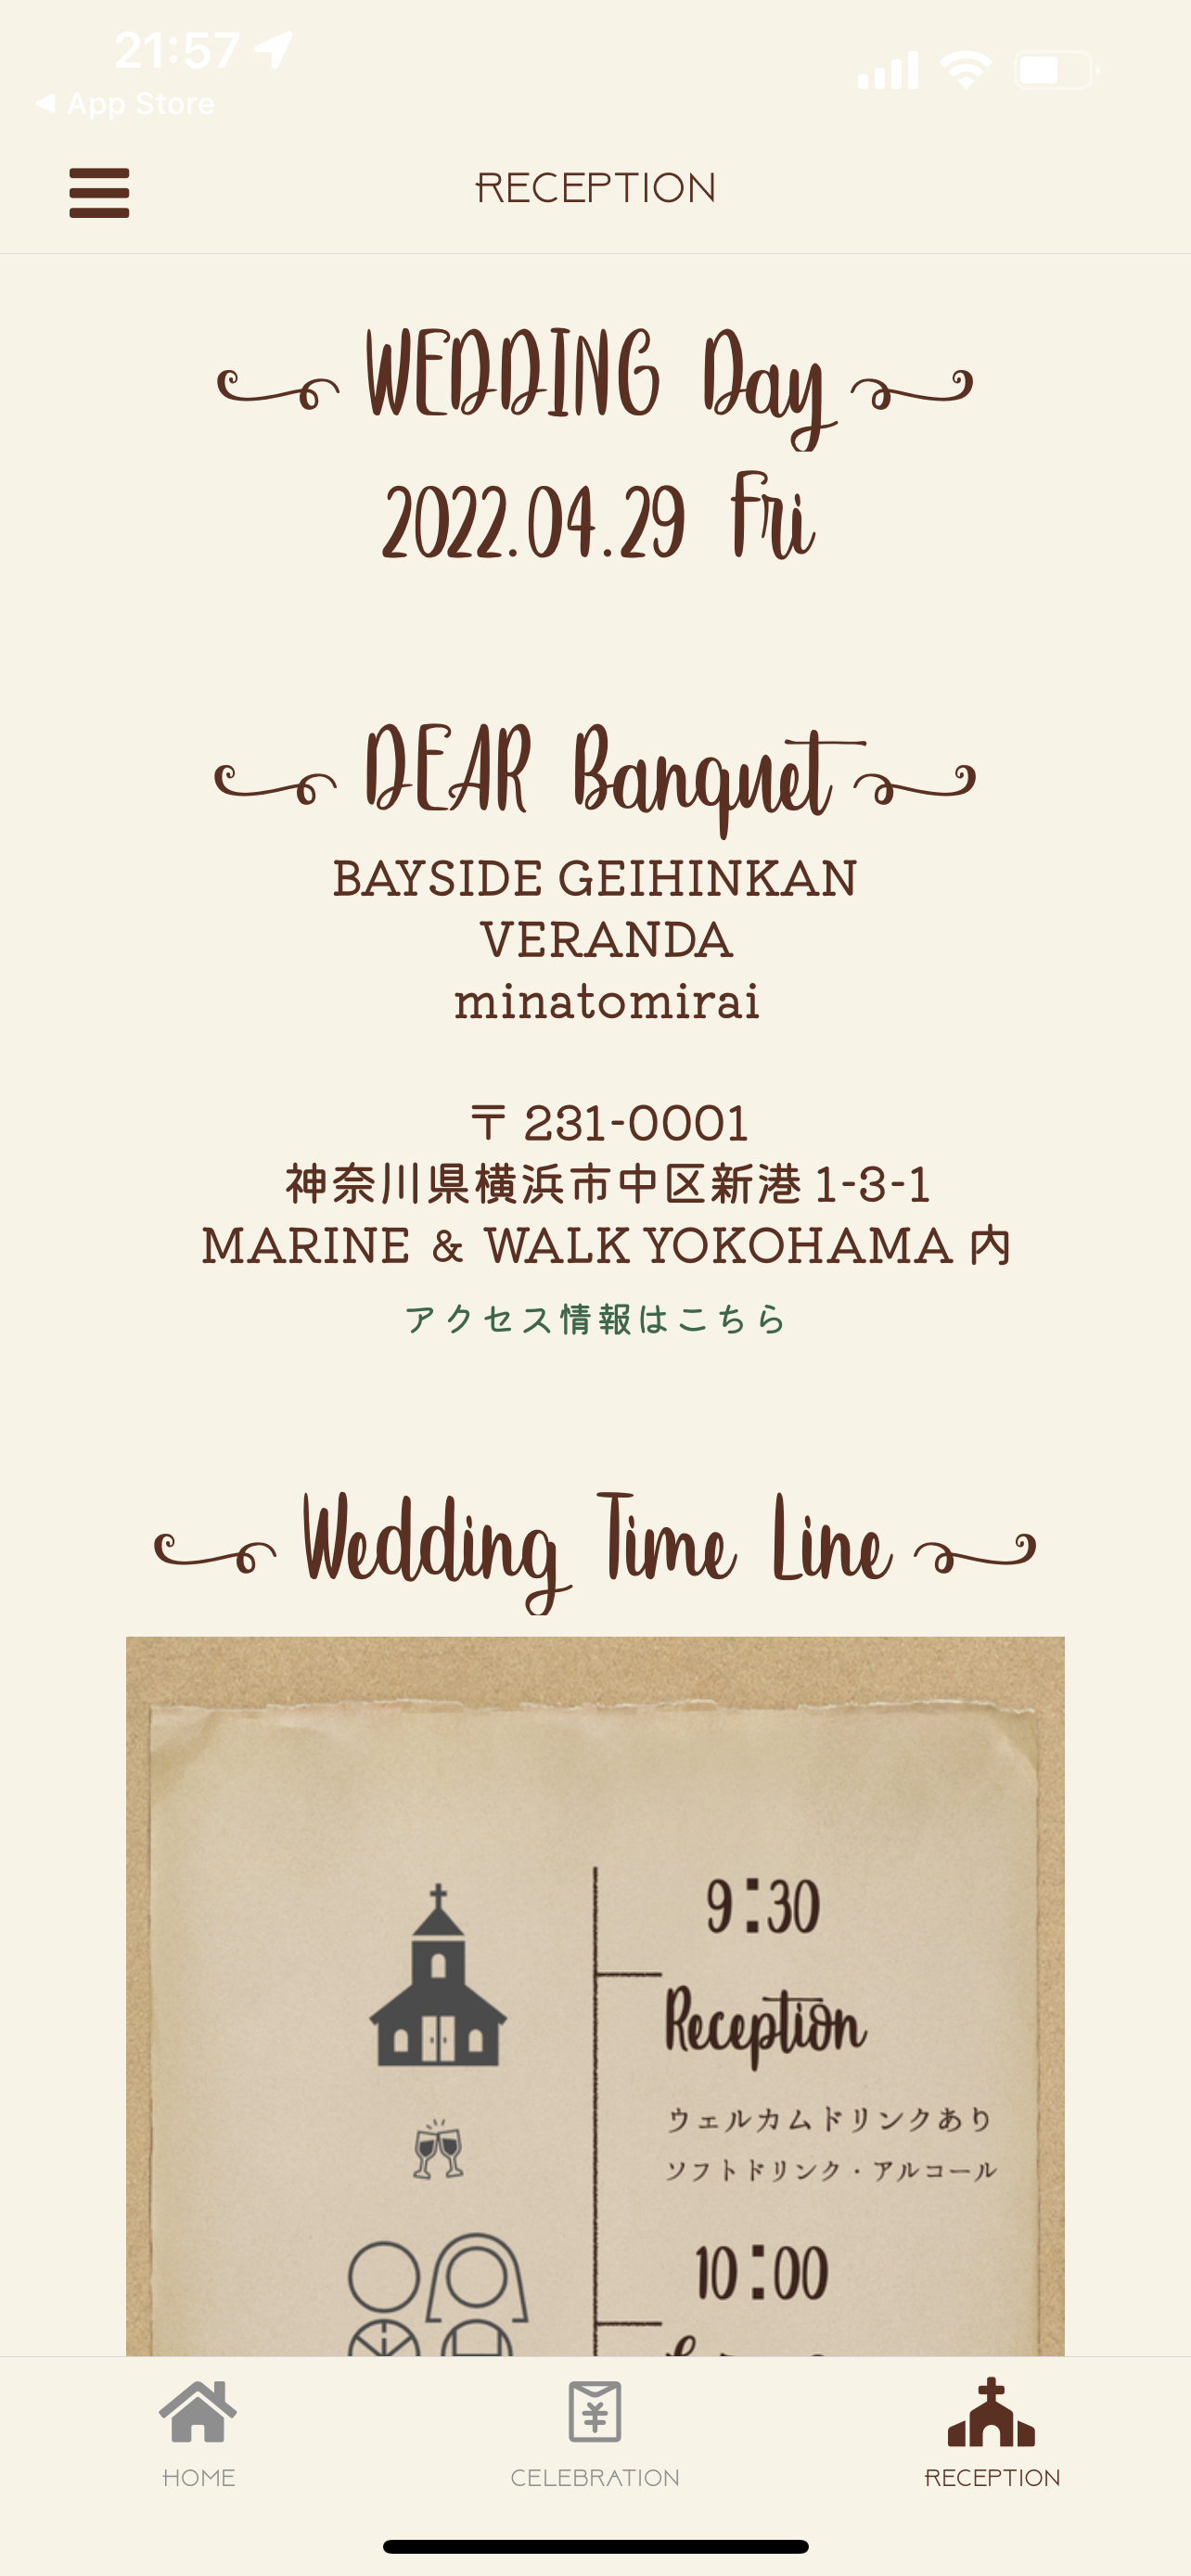 21:57
◀ App Store
RECEPTION
WEDDING Day
2022.04.29 Fri
DEAR Banquet
BAYSIDE GEIHINKAN
VERANDA
minatomirai
〒231-0001
神奈川県横浜市中区新港 1-3-1
MARINE & WALK YOKOHAMA 内
アクセス情報はこちら
Wedding Time Line
9:30
Reception
ウェルカムドリンクあり
ソフトドリンク・アルコール
10:00
HOME
CELEBRATION
RECEPTION